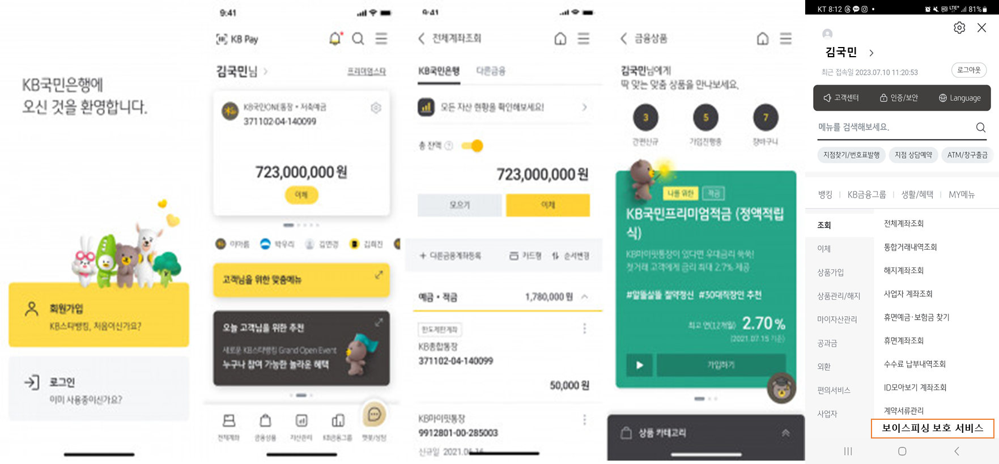 KB국민은행에
오신 것을 환영합니다.
회원가입
KB스타뱅킹, 처음이신가요?
로그인
이미 사용중이신가요?
9:41
KB Pay
김국민님
프리미엄스타
KB국민ONE통장 • 저축예금
371102-04-140099
723,000,000원
이체
이아름
박우리
김민경
김희진
고객님을 위한 맞춤메뉴
오늘 고객님을 위한 추천
새로운 KB스타뱅킹 Grand Open Event
누구나 참여 가능한 놀라운 혜택
전체계좌
금융상품
자산관리
KB금융그룹
챗봇/상담
9:41
전체계좌조회
KB국민은행
다른금융
모든 자산 현황을 확인해보세요!
총 잔액
723,000,000원
모으기
이체
+ 다른금융계좌등록
카드형
순서변경
예금 • 적금
1,780,000원
한도제한계좌
KB종합통장
371102-04-140099
50,000원
KB마이핏통장
9912801-00-285003
신규일 2021.06.16
금융상품
김국민님에게
딱 맞는 맞춤 상품을 만나보세요.
3
5
7
간편신규
가입진행중
장바구니
나를 위한
적금
KB국민프리미엄적금 (정액적립
식)
KB마이핏통장이 있다면 우대금리 쑥쑥!
첫거래 고객에게 금리 최대 2.7% 제공
#알뜰살뜰 절약정신 #30대직장인 추천
최고 연(12개월) 2.70%
(2021.07.15 기준)
가입하기
상품 카테고리
KT 8:12
LTE+
81%
김국민
최근 접속일 2023.07.10 11:20:53
로그아웃
고객센터
인증/보안
Language
메뉴를 검색해보세요.
지점찾기/번호표발행
지점 상담예약
ATM/창구출금
뱅킹
KB금융그룹
생활/혜택
MY메뉴
조회
이체
상품가입
상품관리/해지
마이자산관리
공과금
외환
편의서비스
사업자
전체계좌조회
통합거래내역조회
해지계좌조회
사업자 계좌조회
휴면예금·보험금 찾기
휴면계좌조회
수수료 납부내역조회
ID모아보기 계좌조회
계약서류관리
보이스피싱 보호 서비스